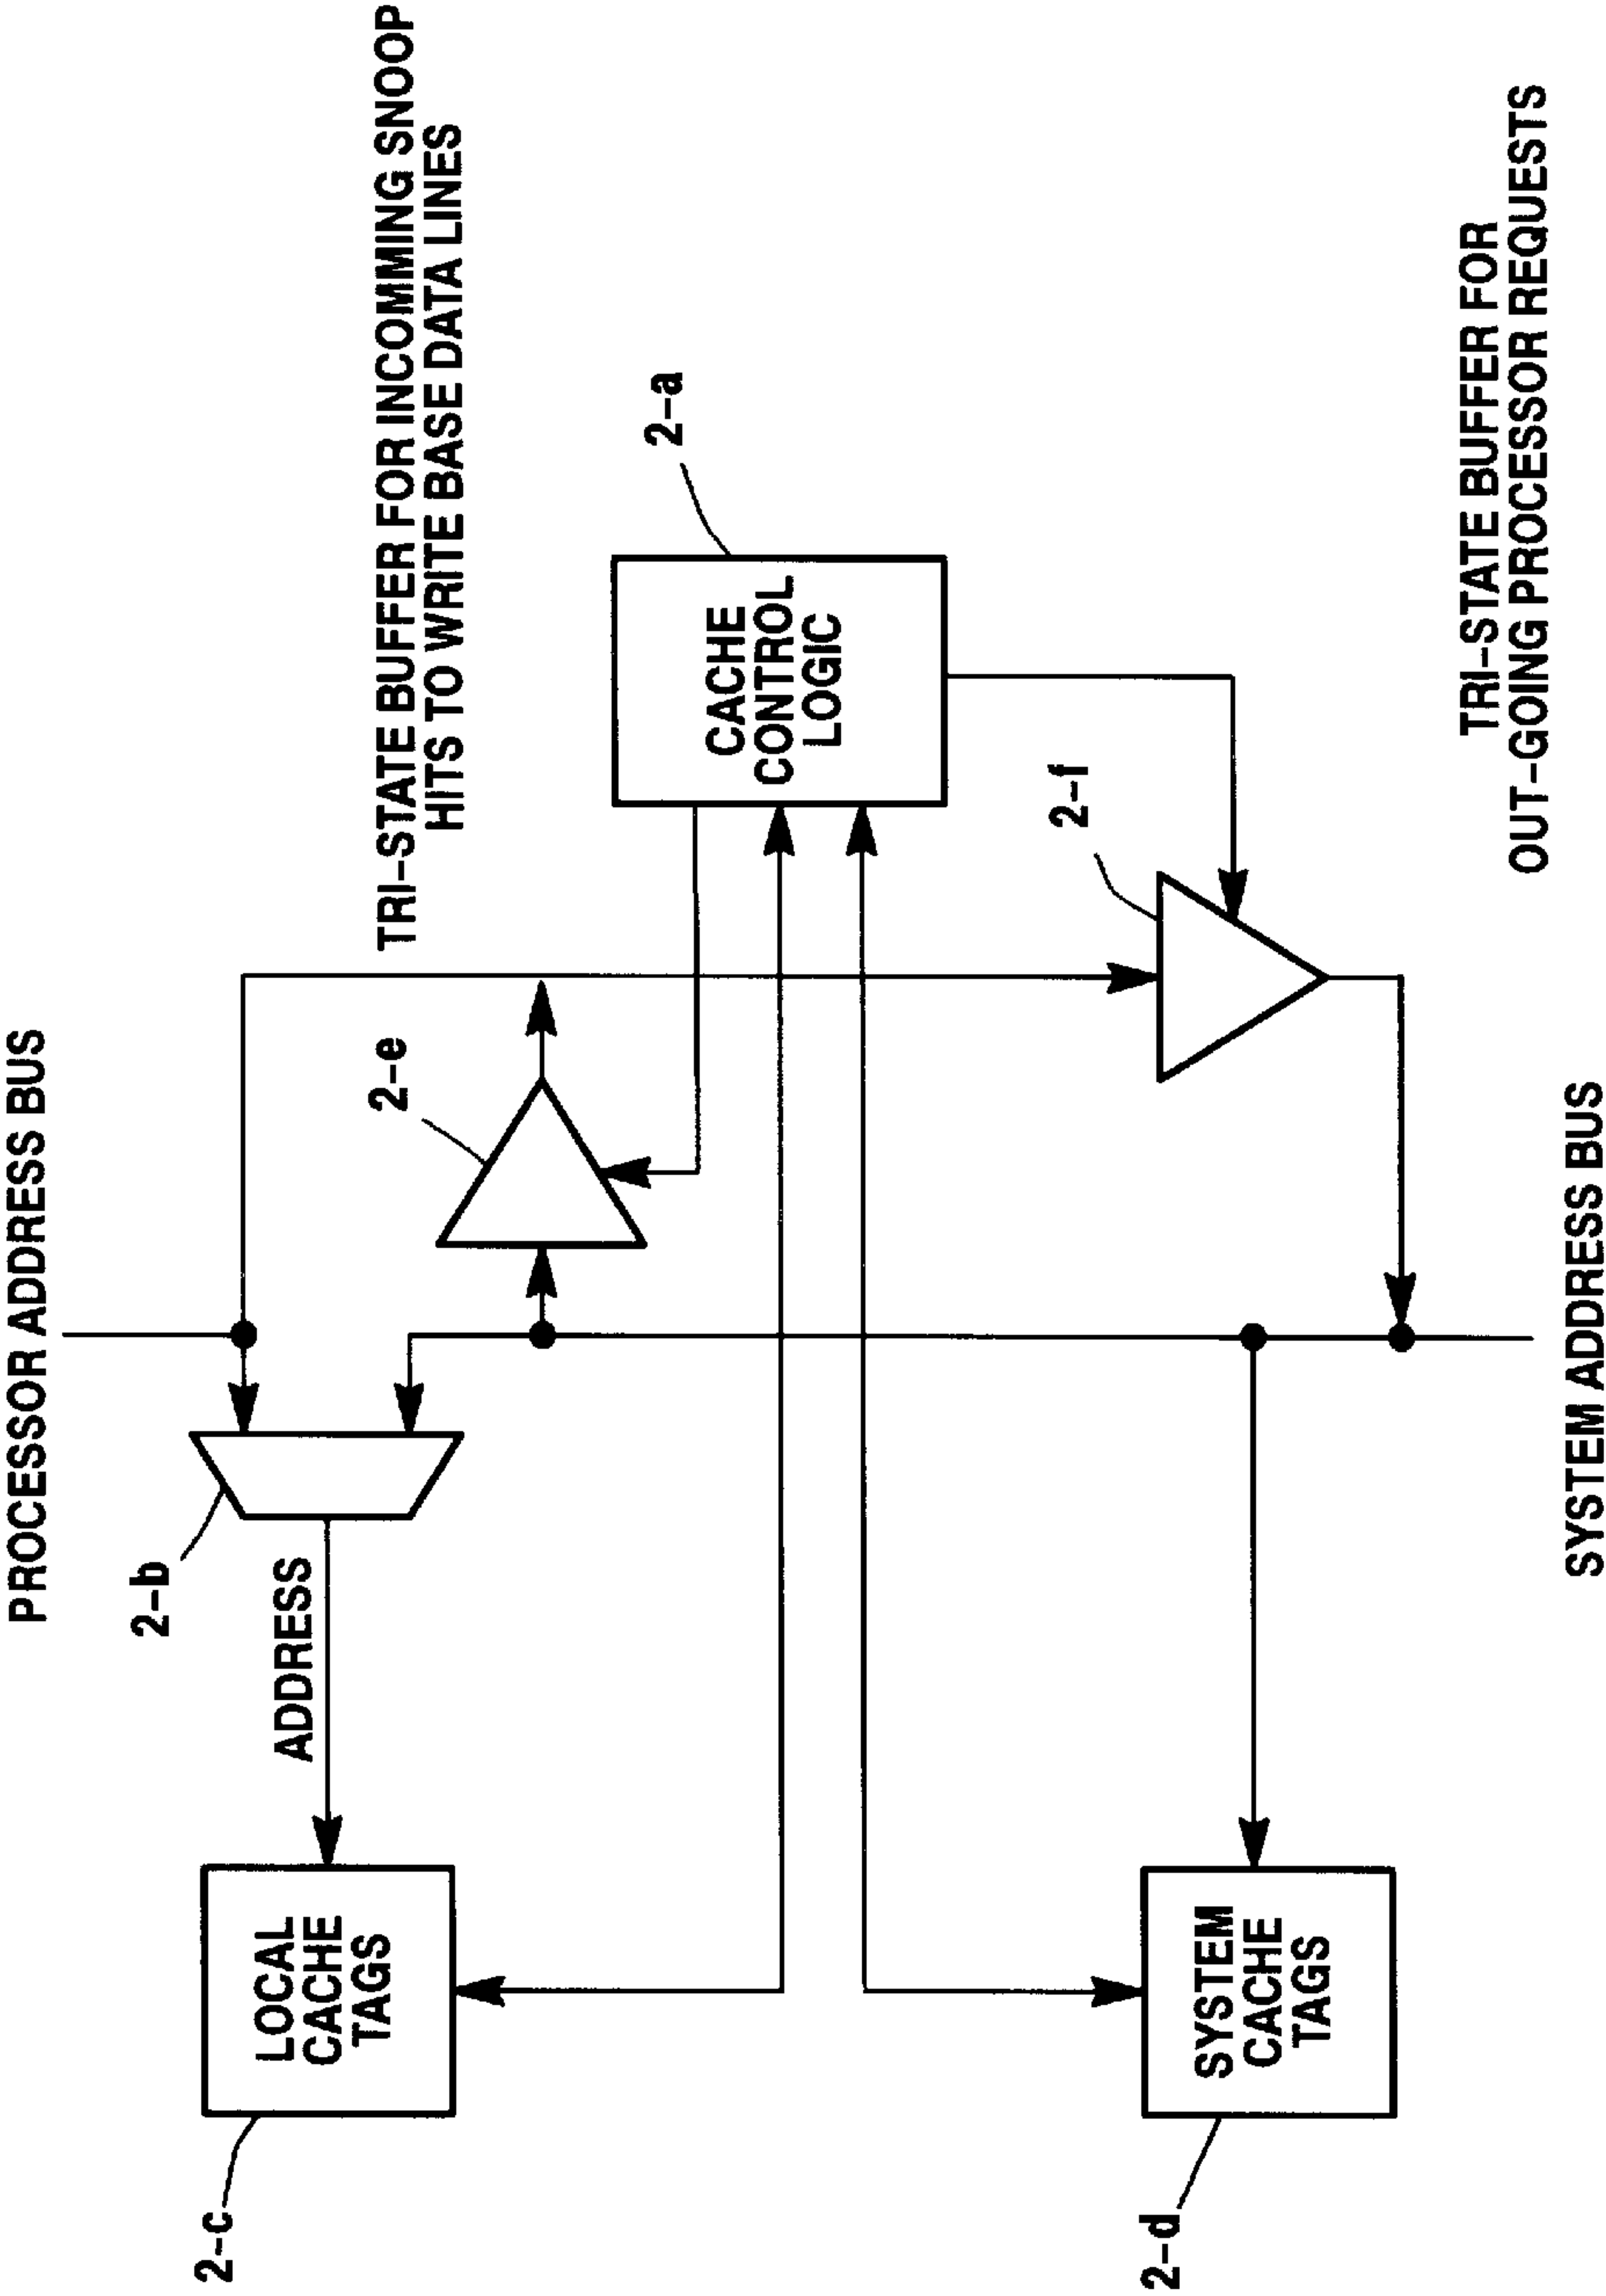 PROCESSOR ADDRESS BUS
2-b
ADDRESS
2-c
LOCAL
CACHE
TAGS
2-e
TRI-STATE BUFFER FOR INCOMMING SNOOP
HITS TO WRITE BASE DATA LINES
2-a
CACHE
CONTROL
LOGIC
2-f
2-d
SYSTEM
CACHE
TAGS
TRI-STATE BUFFER FOR
OUT-GOING PROCESSOR REQUESTS
SYSTEM ADDRESS BUS